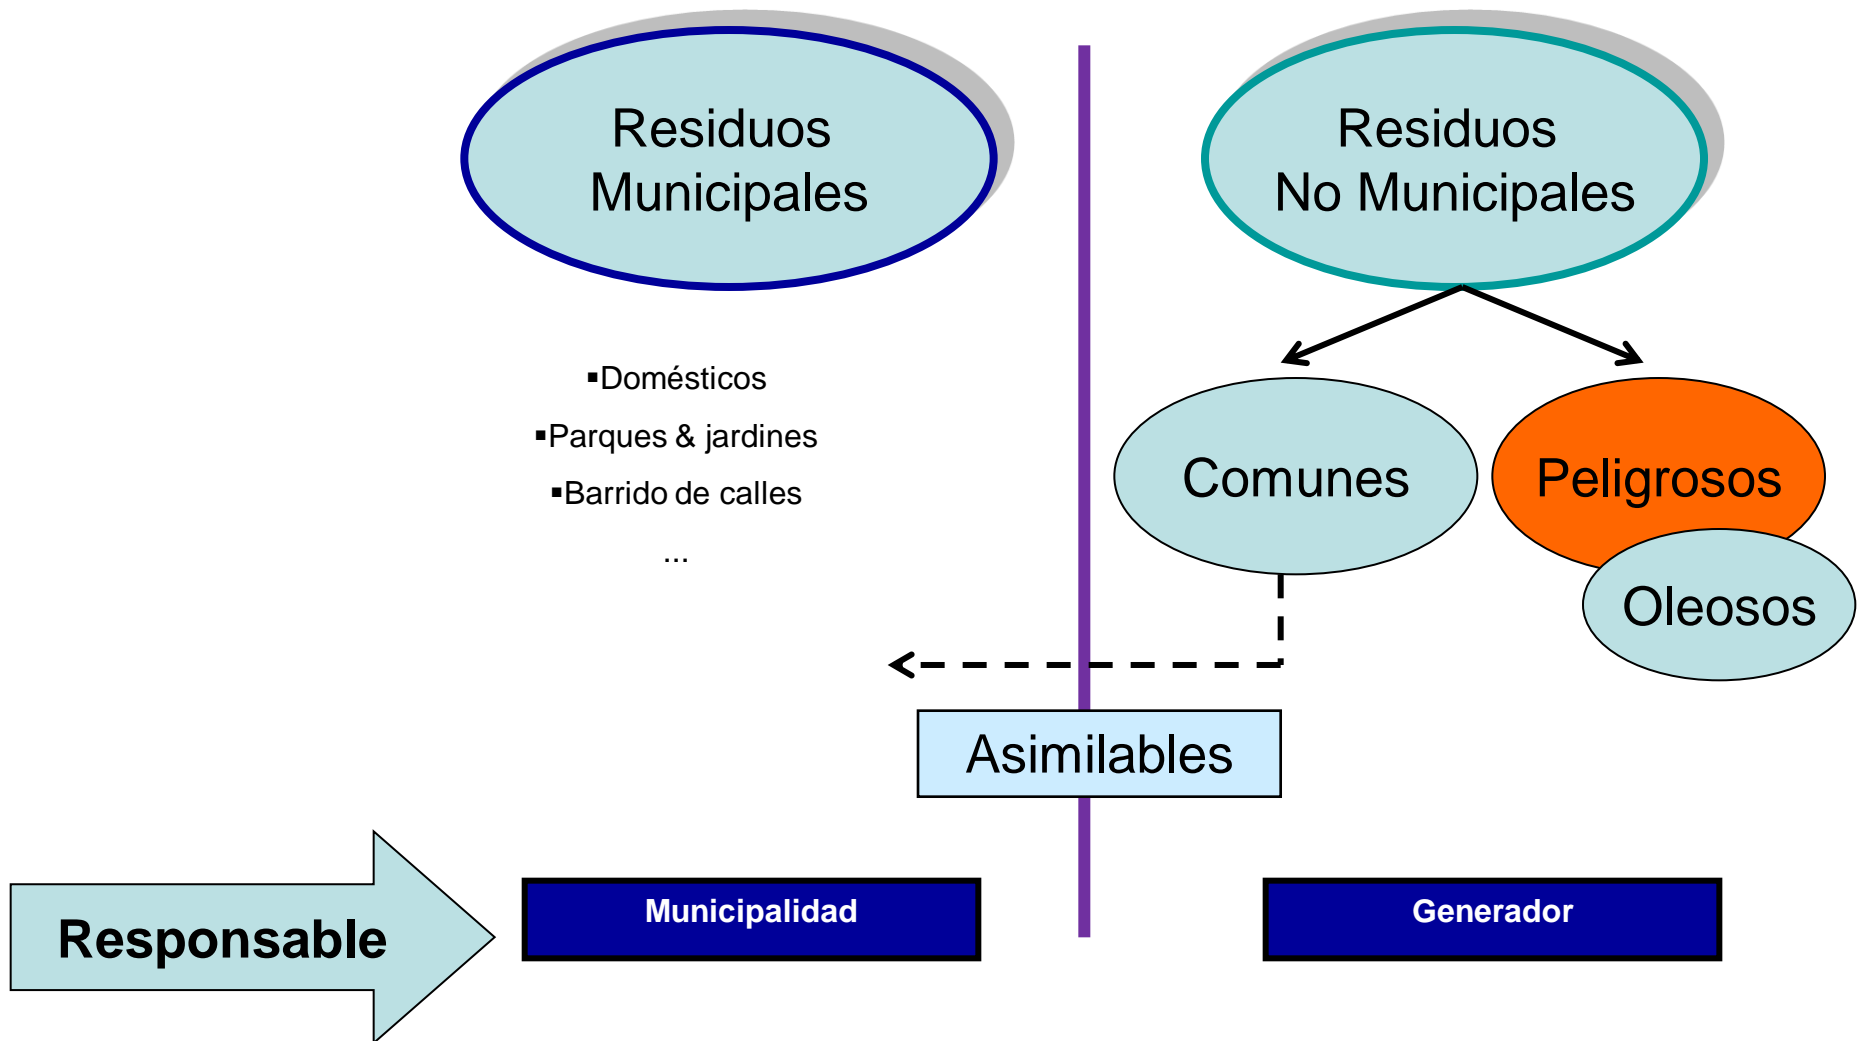 Residuos
Municipales
Residuos
No Municipales
▪Domésticos
▪Parques & jardines
▪Barrido de calles
...
Comunes
Peligrosos
Oleosos
Asimilables
Responsable
Municipalidad
Generador